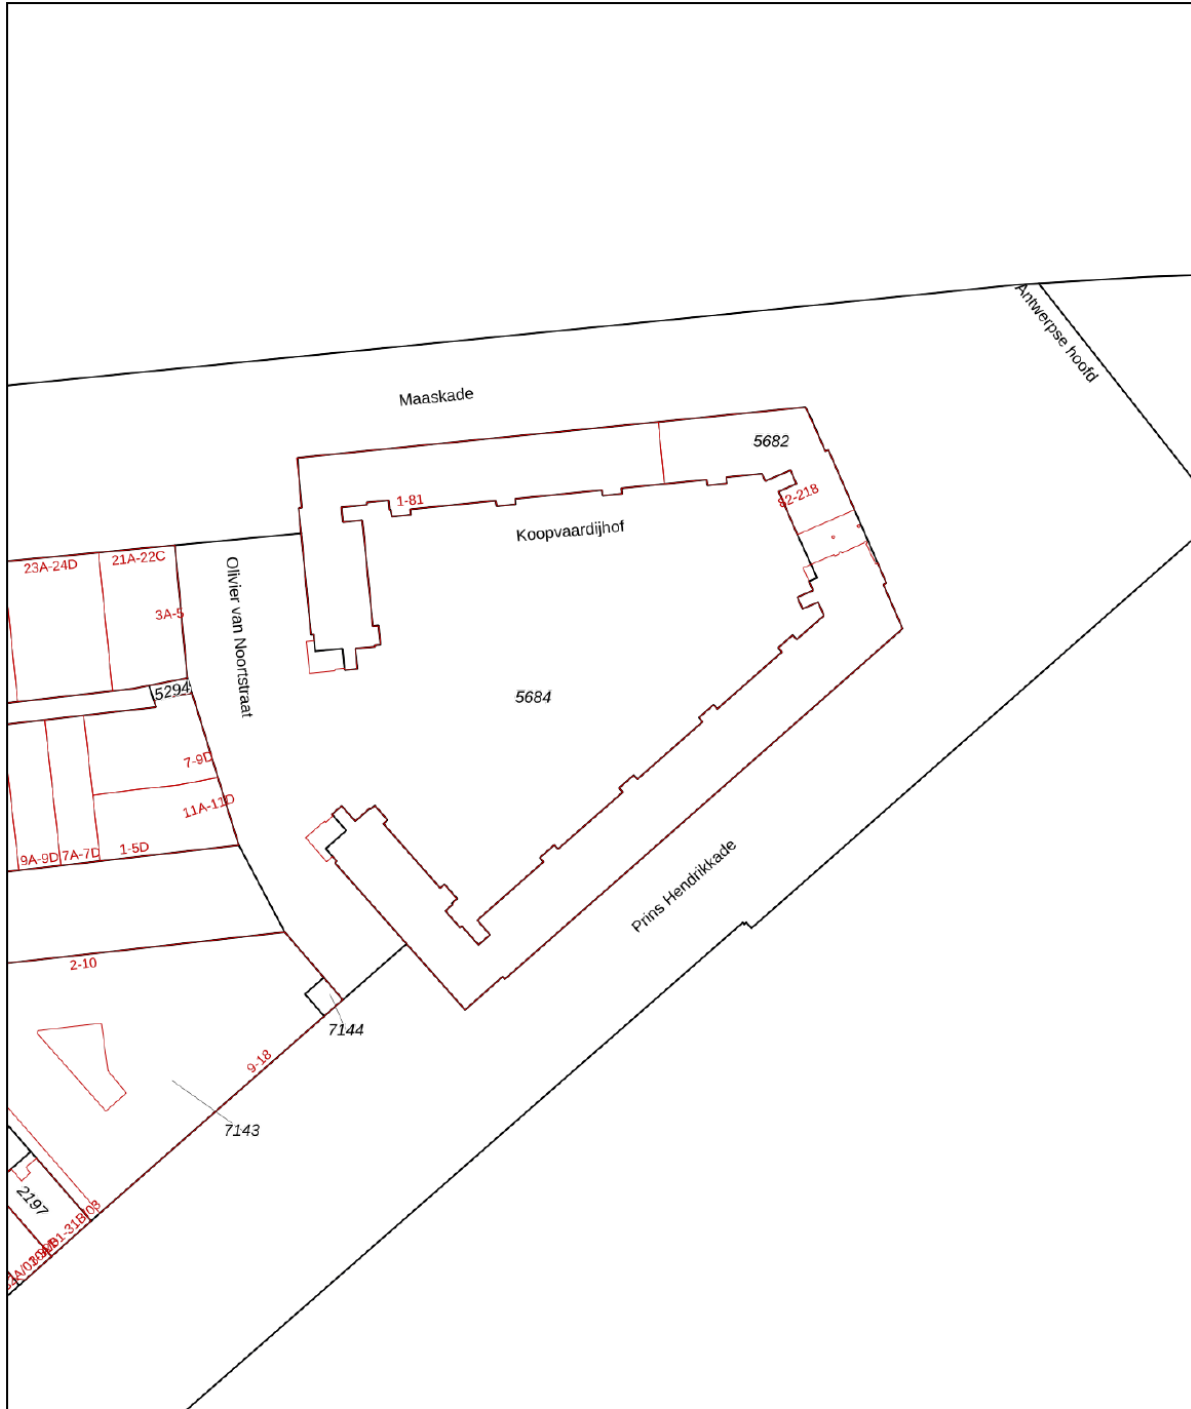 Antwerpse hoofd
Maaskade
5682
82-218
1-81
Koopvaardijhof
23A-24D
21A-22C
Olivier van Noortstraat
3A-5
5294
5684
7-9D
11A-11D
9A-9D
7A-7D
1-5D
Prins Hendrikkade
2-10
7144
9-18
7143
2197